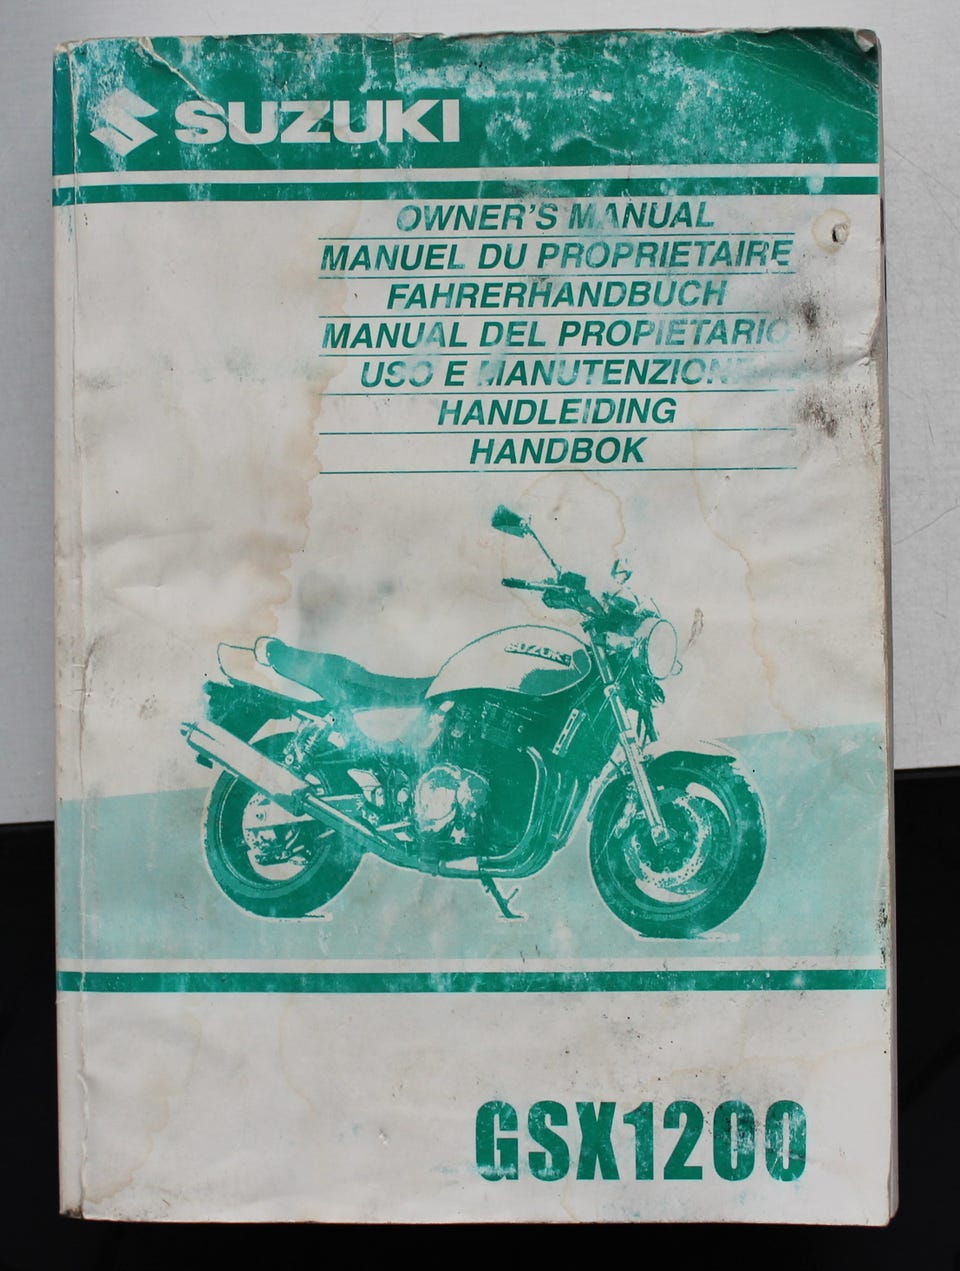 SUZUKI
OWNER'S MANUAL
MANUEL DU PROPRIETAIRE
FAHRERHANDBUCH
MANUAL DEL PROPIETARIO
USO E MANUTENZIONE
HANDLEIDING
HANDBOK
SUZUKI
GSX1200